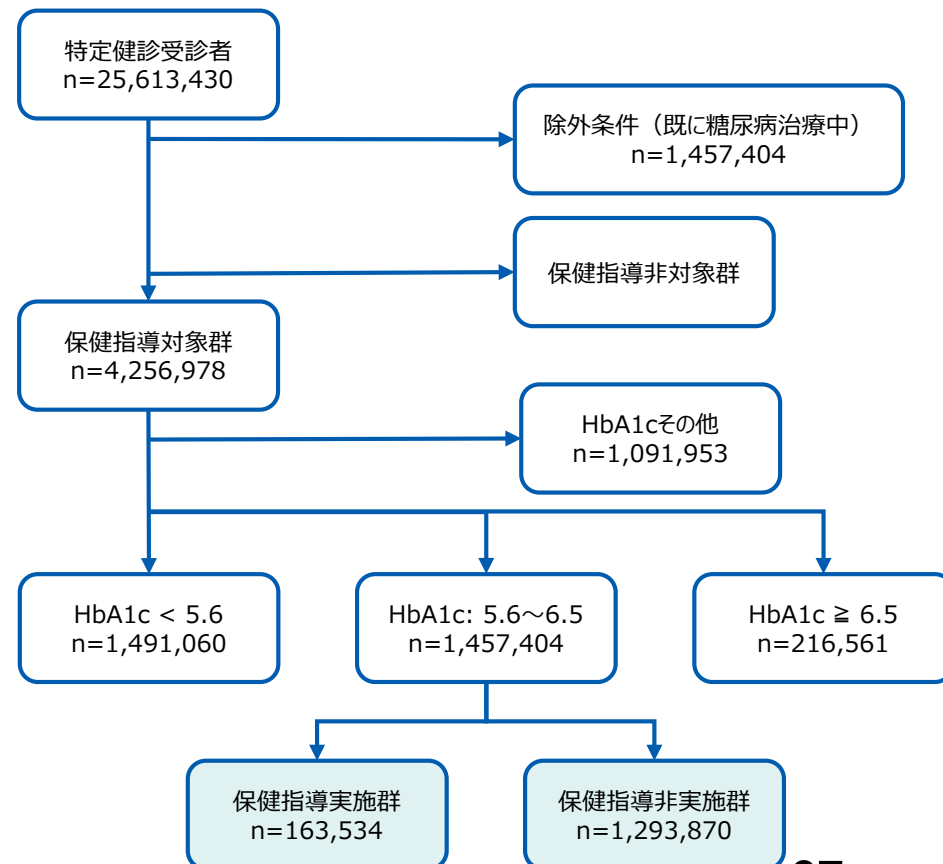 特定健診受診者
n=25,613,430
除外条件（既に糖尿病治療中）
n=1,457,404
保健指導非対象群
保健指導対象群
n=4,256,978
HbA1cその他
n=1,091,953
HbA1c < 5.6
n=1,491,060
HbA1c: 5.6～6.5
n=1,457,404
HbA1c ≧ 6.5
n=216,561
保健指導実施群
n=163,534
保健指導非実施群
n=1,293,870